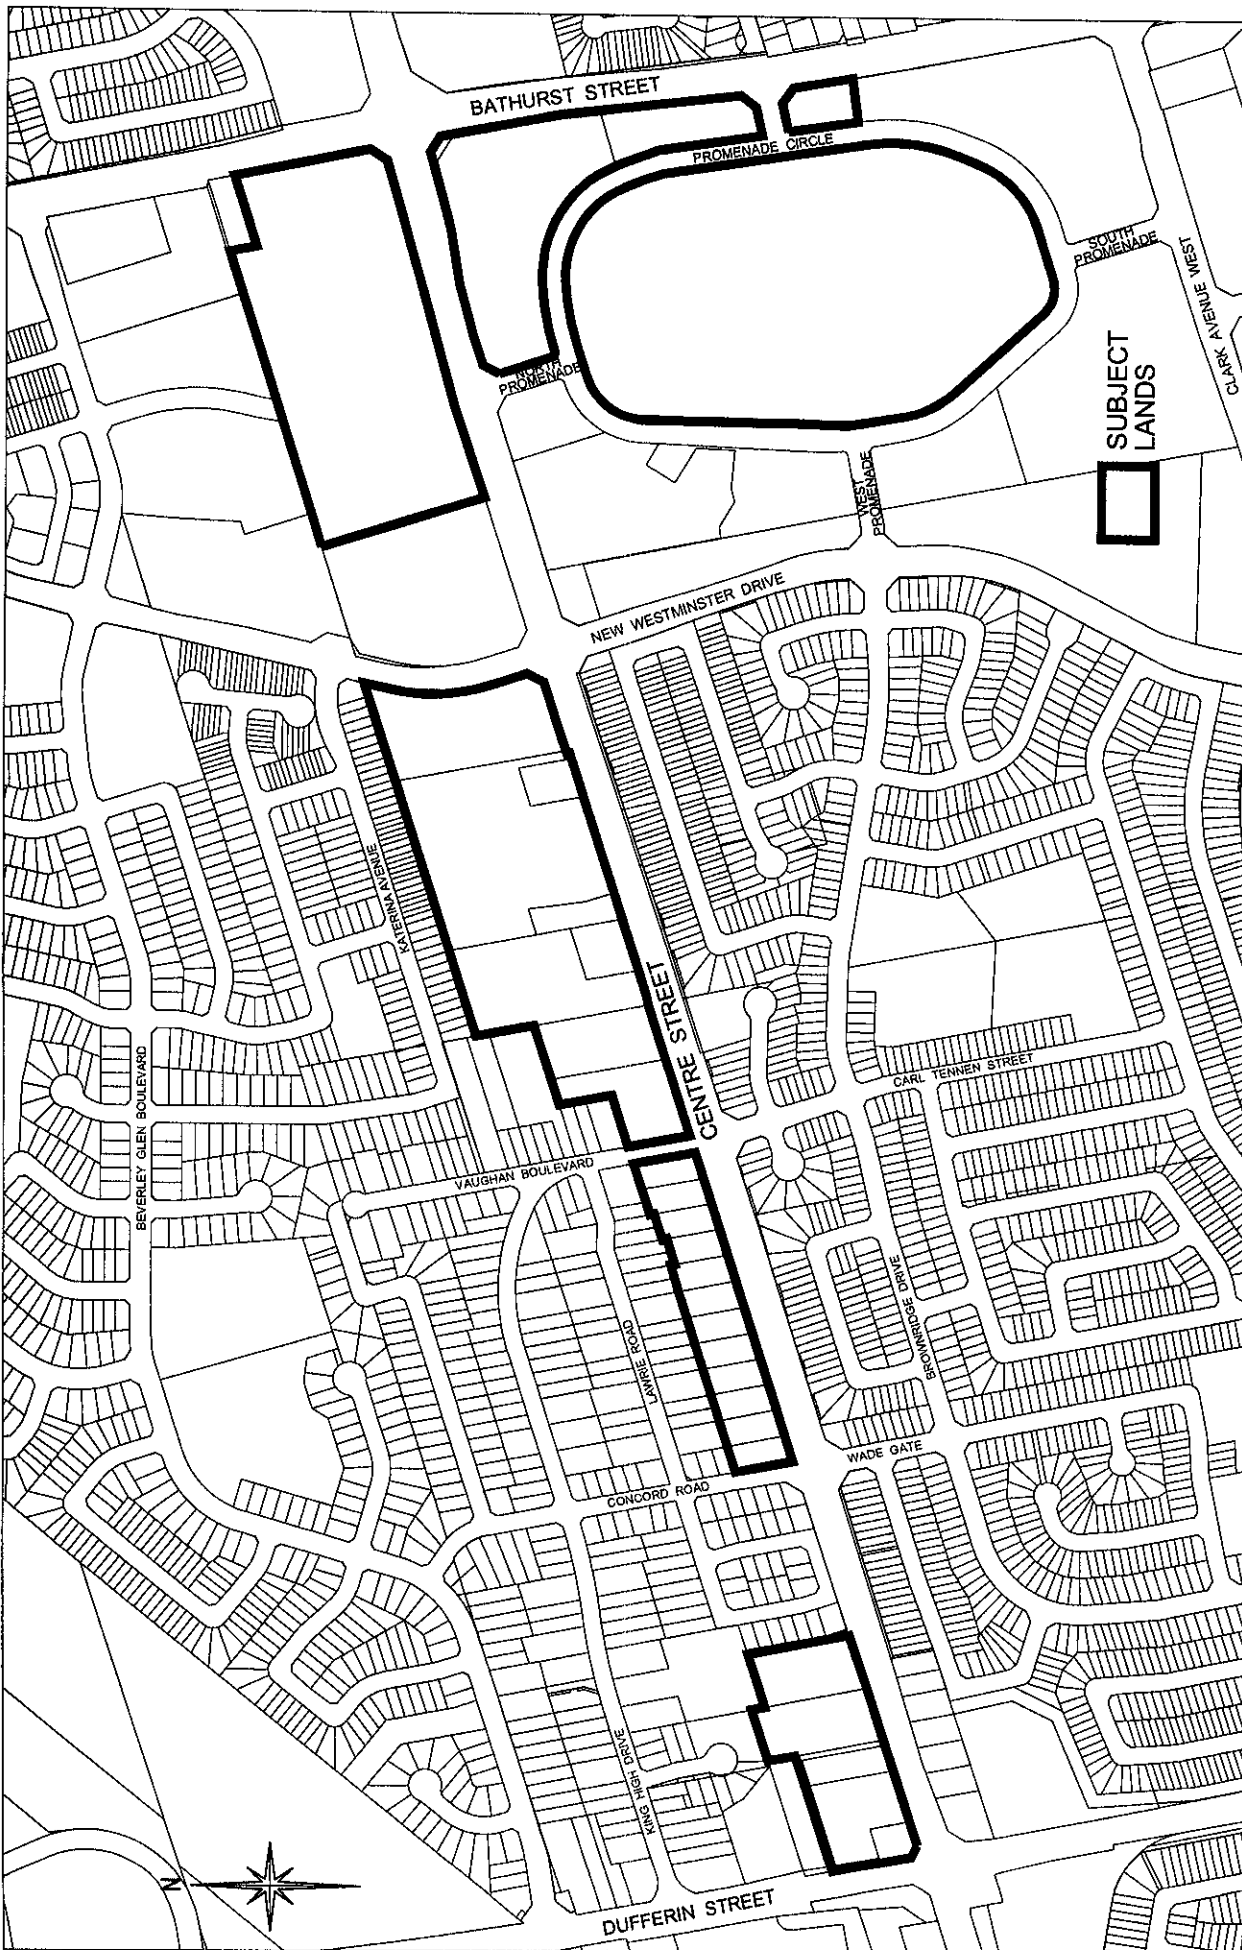 BATHURST STREET
PROMENADE CIRCLE
SOUTH
PROMENADE
CLARK AVENUE WEST
NORTH
PROMENADE
SUBJECT
LANDS
WEST
PROMENADE
NEW WESTMINSTER DRIVE
KATERINA AVENUE
CENTRE STREET
BEVERLEY GLEN BOULEVARD
CARL TENNEN STREET
VAUGHAN BOULEVARD
LAWRIE ROAD
BROWNRIDGE DRIVE
WADE GATE
CONCORD ROAD
KING HIGH DRIVE
N
DUFFERIN STREET